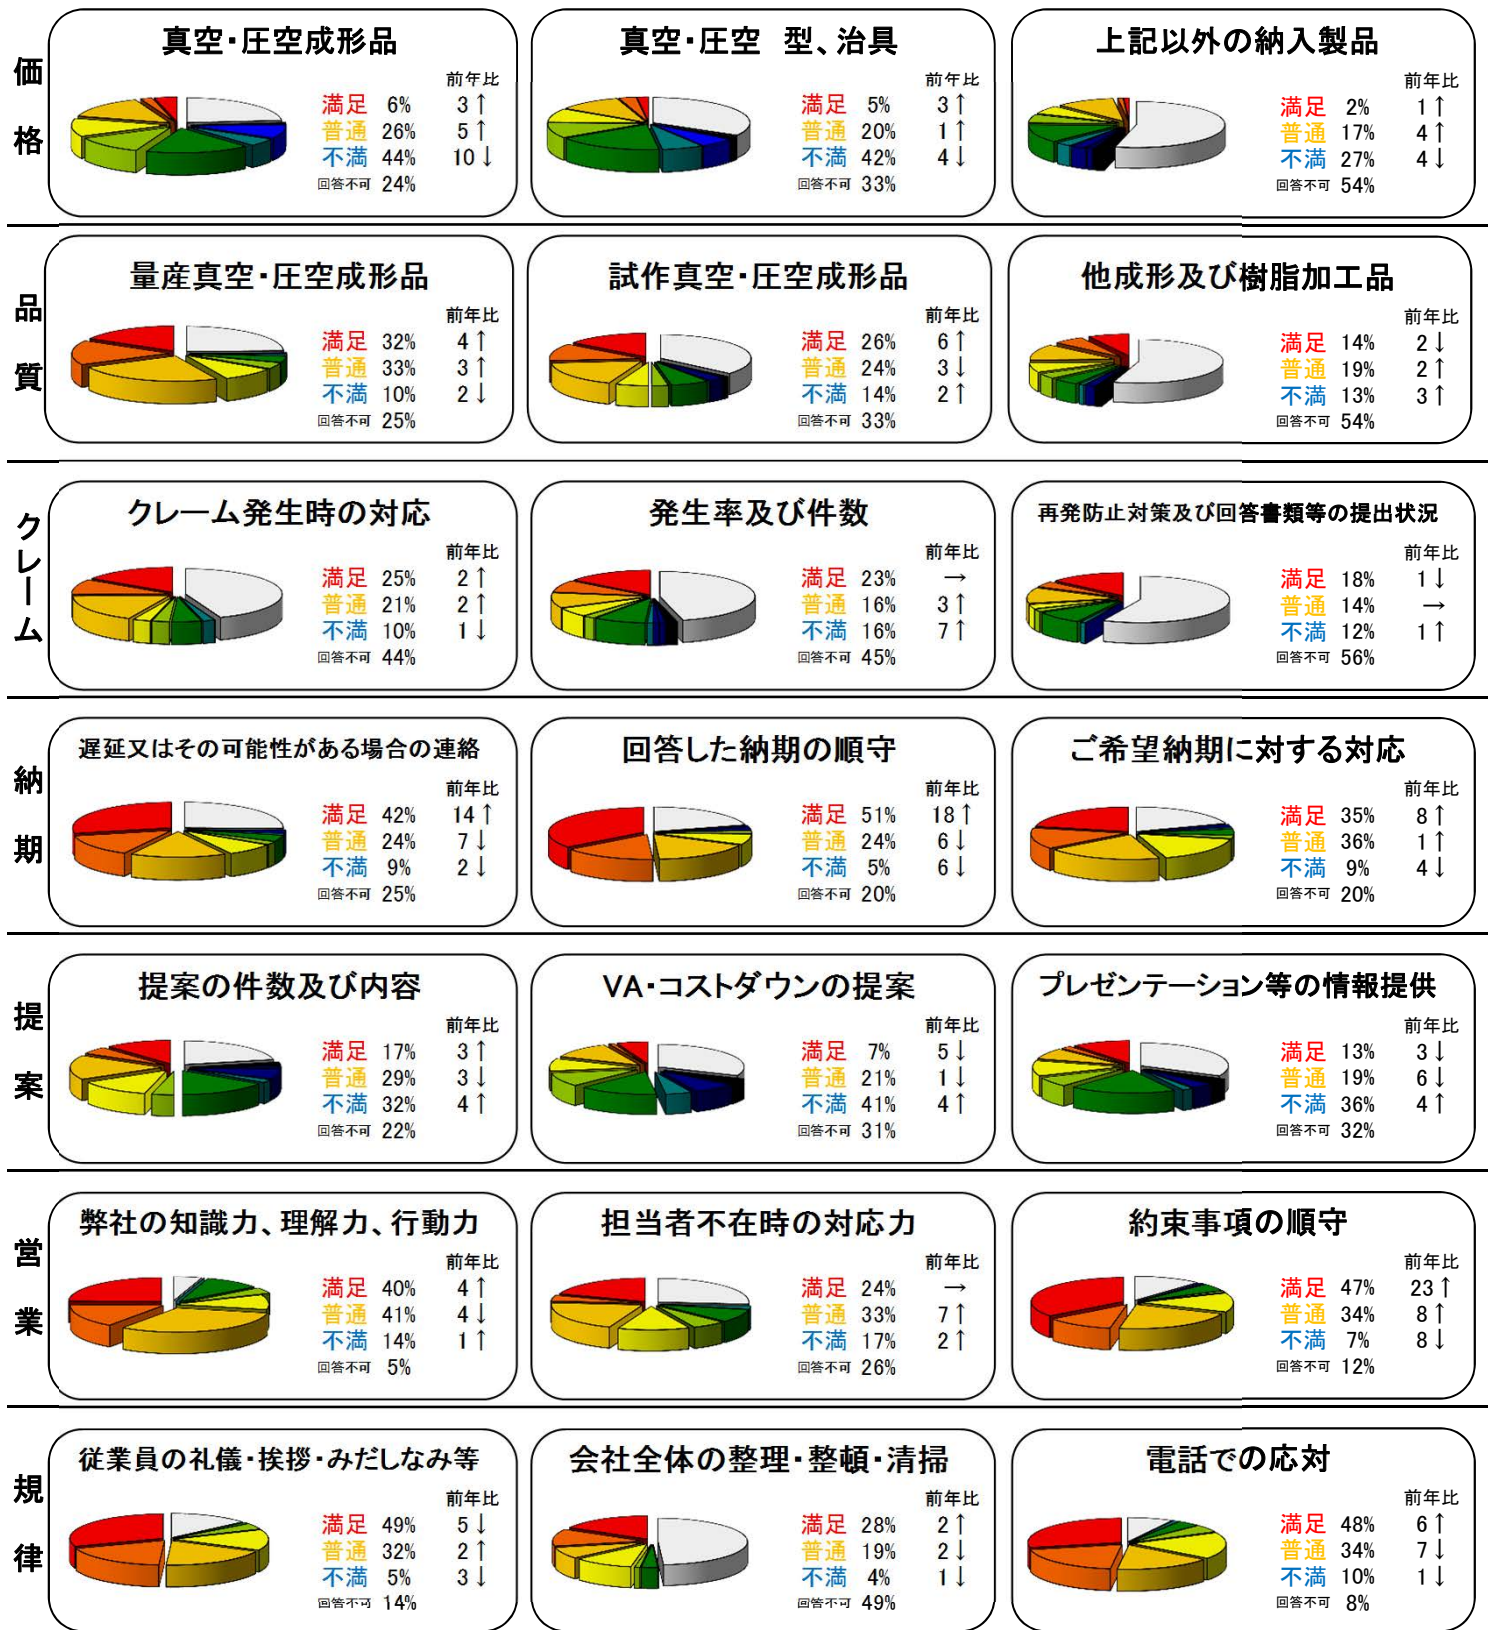 価格
真空・圧空成形品
前年比
満足 6% 3↑
普通 26% 5↑
不満 44% 10↓
回答不可 24%
真空・圧空 型、治具
前年比
満足 5% 3↑
普通 20% 1↑
不満 42% 4↓
回答不可 33%
上記以外の納入製品
前年比
満足 2% 1↑
普通 17% 4↑
不満 27% 4↓
回答不可 54%
品質
量産真空・圧空成形品
前年比
満足 32% 4↑
普通 33% 3↑
不満 10% 2↓
回答不可 25%
試作真空・圧空成形品
前年比
満足 26% 6↑
普通 24% 3↓
不満 14% 2↑
回答不可 33%
他成形及び樹脂加工品
前年比
満足 14% 2↓
普通 19% 2↑
不満 13% 3↑
回答不可 54%
クレーム
クレーム発生時の対応
前年比
満足 25% 2↑
普通 21% 2↑
不満 10% 1↓
回答不可 44%
発生率及び件数
前年比
満足 23% →
普通 16% 3↑
不満 16% 7↑
回答不可 45%
再発防止対策及び回答書類等の提出状況
前年比
満足 18% 1↓
普通 14% →
不満 12% 1↑
回答不可 56%
納期
遅延又はその可能性がある場合の連絡
前年比
満足 42% 14↑
普通 24% 7↓
不満 9% 2↓
回答不可 25%
回答した納期の順守
前年比
満足 51% 18↑
普通 24% 6↓
不満 5% 6↓
回答不可 20%
ご希望納期に対する対応
前年比
満足 35% 8↑
普通 36% 1↑
不満 9% 4↓
回答不可 20%
提案
提案の件数及び内容
前年比
満足 17% 3↑
普通 29% 3↓
不満 32% 4↑
回答不可 22%
VA・コストダウンの提案
前年比
満足 7% 5↓
普通 21% 1↓
不満 41% 4↑
回答不可 31%
プレゼンテーション等の情報提供
前年比
満足 13% 3↓
普通 19% 6↓
不満 36% 4↑
回答不可 32%
営業
弊社の知識力、理解力、行動力
前年比
満足 40% 4↑
普通 41% 4↓
不満 14% 1↑
回答不可 5%
担当者不在時の対応力
前年比
満足 24% →
普通 33% 7↑
不満 17% 2↑
回答不可 26%
約束事項の順守
前年比
満足 47% 23↑
普通 34% 8↑
不満 7% 8↓
回答不可 12%
規律
従業員の礼儀・挨拶・みだしなみ等
前年比
満足 49% 5↓
普通 32% 2↑
不満 5% 3↓
回答不可 14%
会社全体の整理・整頓・清掃
前年比
満足 28% 2↑
普通 19% 2↓
不満 4% 1↓
回答不可 49%
電話での応対
前年比
満足 48% 6↑
普通 34% 7↓
不満 10% 1↓
回答不可 8%